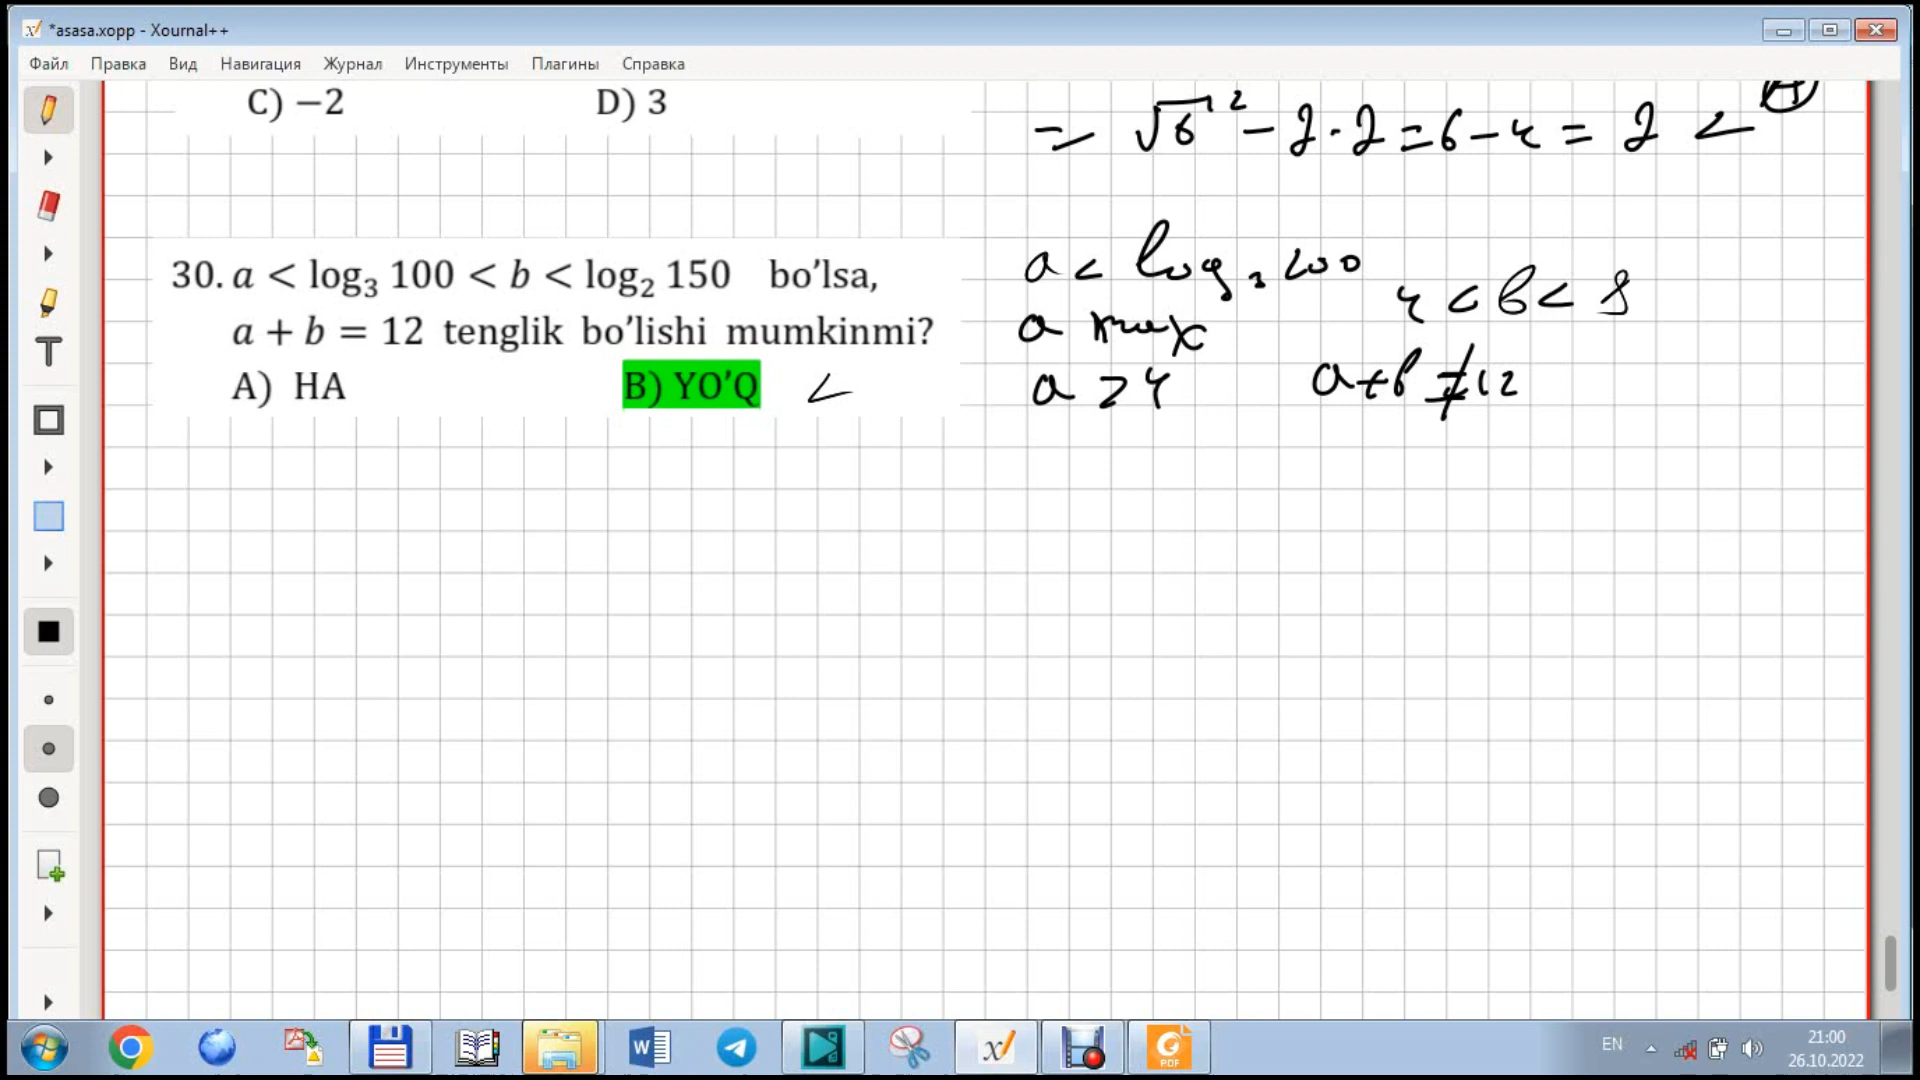 *asasa.xopp - Xournal++
Файл Правка Вид Навигация Журнал Инструменты Плагины Справка
C) −2 D) 3
= √6² − 2 · 2 = 6 − 4 = 2
30. a < log₃ 100 < b < log₂ 150 bo’lsa,
a + b = 12 tenglik bo’lishi mumkinmi?
A) HA B) YO’Q
a < log₃ 100
4 < b < 8
a max
a > 4
a+b ≠ 12
EN
21:00
26.10.2022
W
PDF